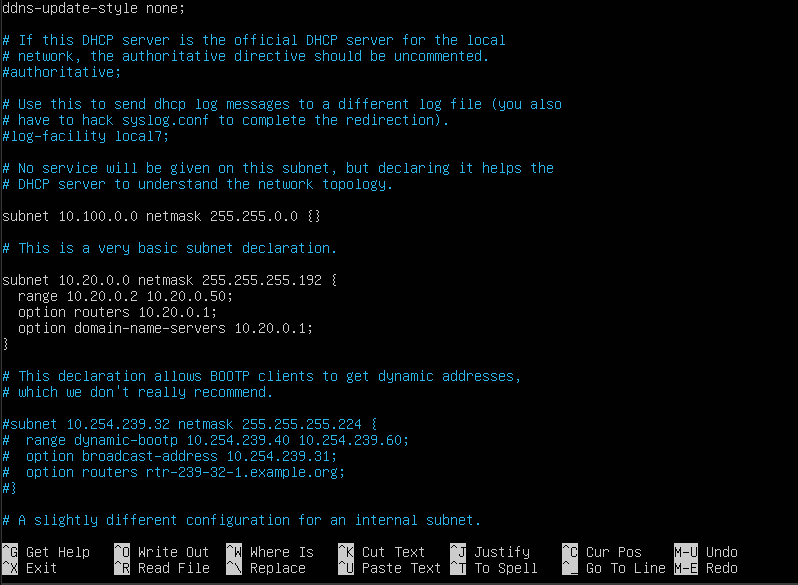 ddns-update-style none;
# If this DHCP server is the official DHCP server for the local
# network, the authoritative directive should be uncommented.
#authoritative;
# Use this to send dhcp log messages to a different log file (you also
# have to hack syslog.conf to complete the redirection).
#log-facility local7;
# No service will be given on this subnet, but declaring it helps the
# DHCP server to understand the network topology.
subnet 10.100.0.0 netmask 255.255.0.0 {}
# This is a very basic subnet declaration.
subnet 10.20.0.0 netmask 255.255.255.192 {
  range 10.20.0.2 10.20.0.50;
  option routers 10.20.0.1;
  option domain-name-servers 10.20.0.1;
}
# This declaration allows BOOTP clients to get dynamic addresses,
# which we don't really recommend.
#subnet 10.254.239.32 netmask 255.255.255.224 {
#  range dynamic-bootp 10.254.239.40 10.254.239.60;
#  option broadcast-address 10.254.239.31;
#  option routers rtr-239-32-1.example.org;
#}
# A slightly different configuration for an internal subnet.
^G Get Help ^O Write Out ^W Where Is ^K Cut Text ^J Justify ^C Cur Pos M-U Undo
^X Exit ^R Read File ^\ Replace ^U Paste Text ^T To Spell ^_ Go To Line M-E Redo